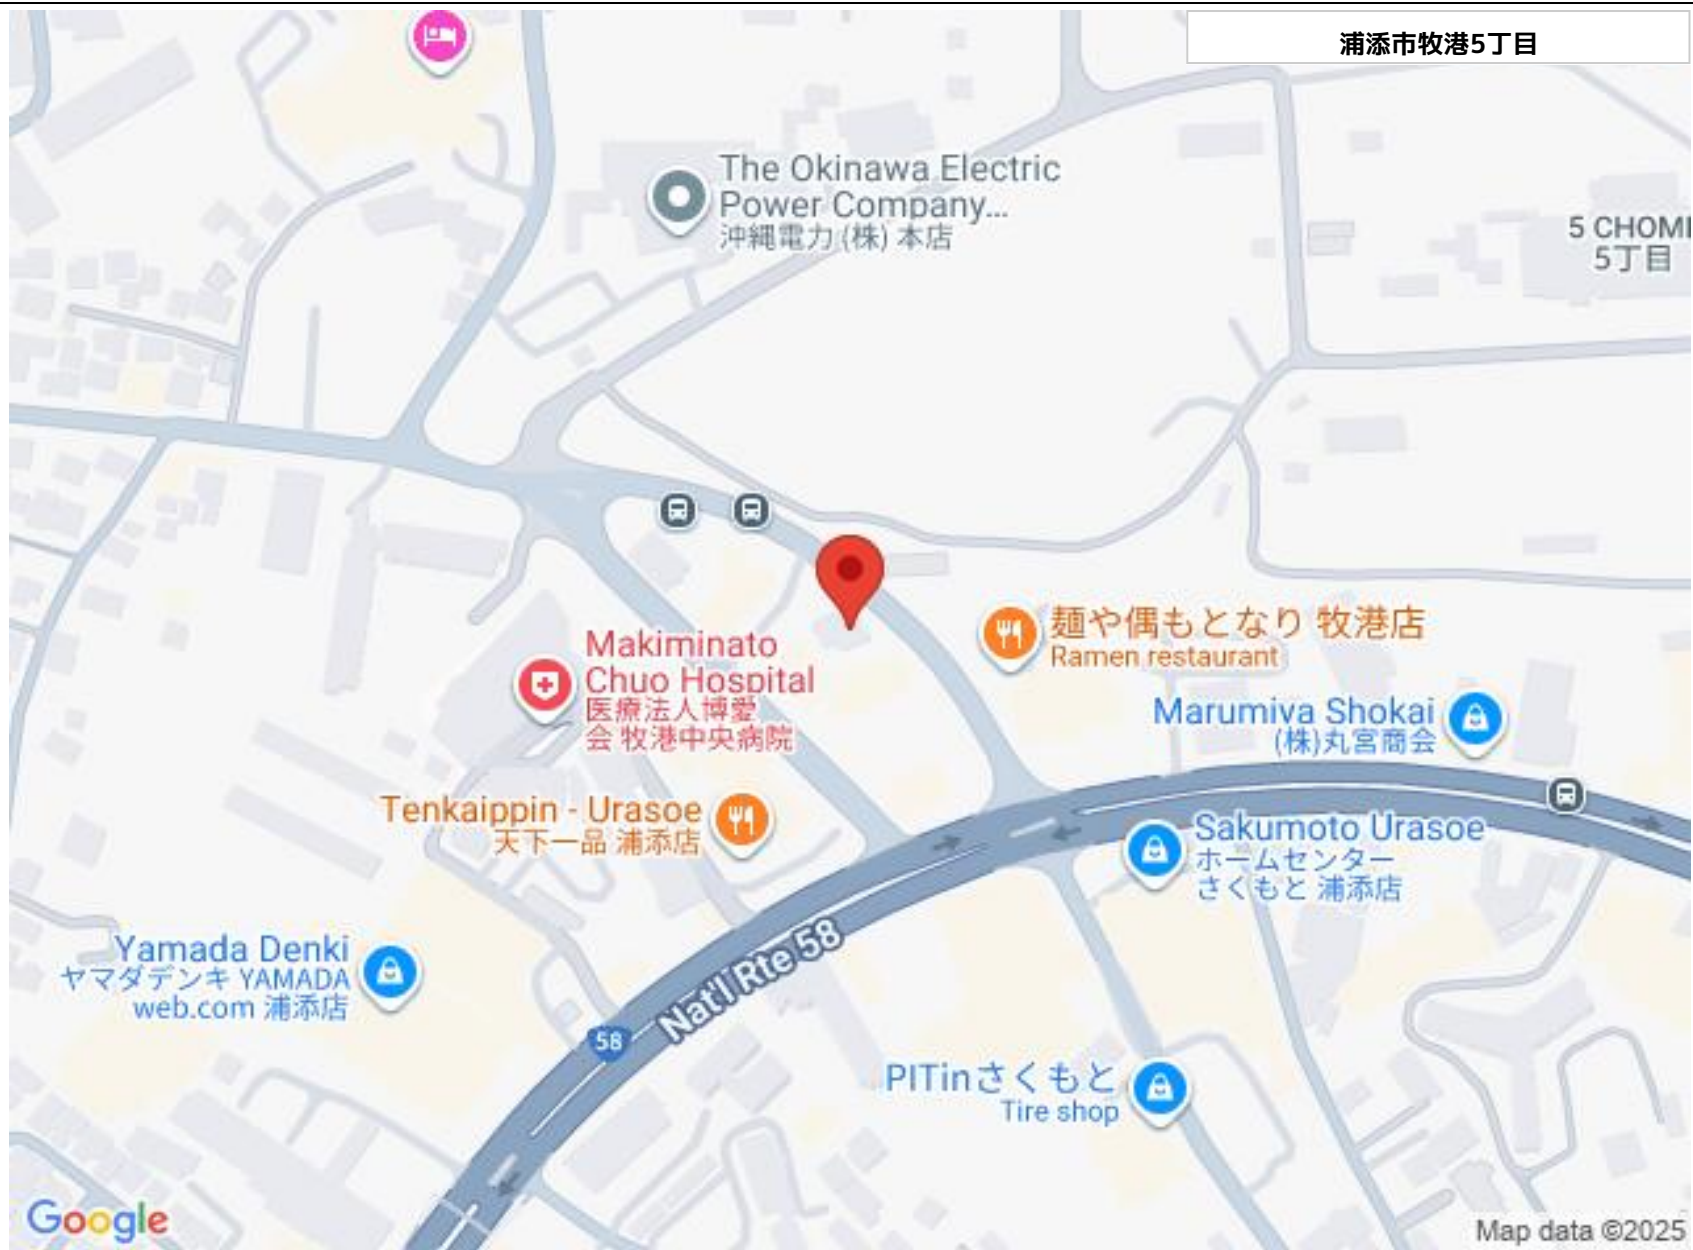 浦添市牧港5丁目
The Okinawa Electric
Power Company...
沖縄電力 (株) 本店
5 CHOME
5丁目
麺や偶もとなり 牧港店
Ramen restaurant
Makiminato
Chuo Hospital
医療法人博愛
会 牧港中央病院
Marumiya Shokai
(株)丸宮商会
Tenkaippin - Urasoe
天下一品 浦添店
Sakumoto Urasoe
ホームセンター
さくもと 浦添店
Yamada Denki
ヤマダデンキ YAMADA
web.com 浦添店
Nat'l Rte 58
58
PITinさくもと
Tire shop
Google
Map data ©2025